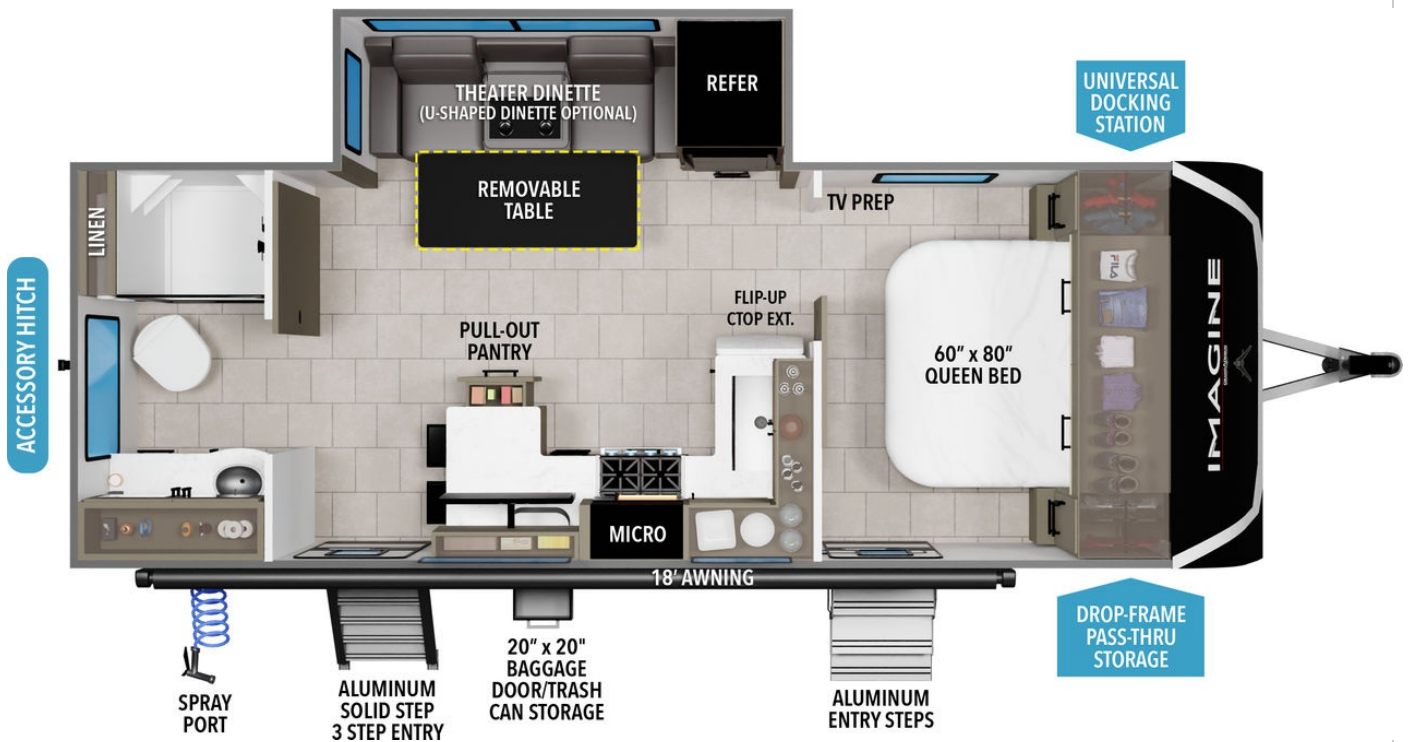 THEATER DINETTE
(U-SHAPED DINETTE OPTIONAL)
REFER
UNIVERSAL
DOCKING
STATION
REMOVABLE
TABLE
LINEN
TV PREP
ACCESSORY HITCH
FILA
FLIP-UP
CTOP EXT.
PULL-OUT
PANTRY
60” x 80”
QUEEN BED
IMAGINE
MICRO
18’ AWNING
DROP-FRAME
PASS-THRU
STORAGE
SPRAY
PORT
ALUMINUM
SOLID STEP
3 STEP ENTRY
20” x 20"
BAGGAGE
DOOR/TRASH
CAN STORAGE
ALUMINUM
ENTRY STEPS